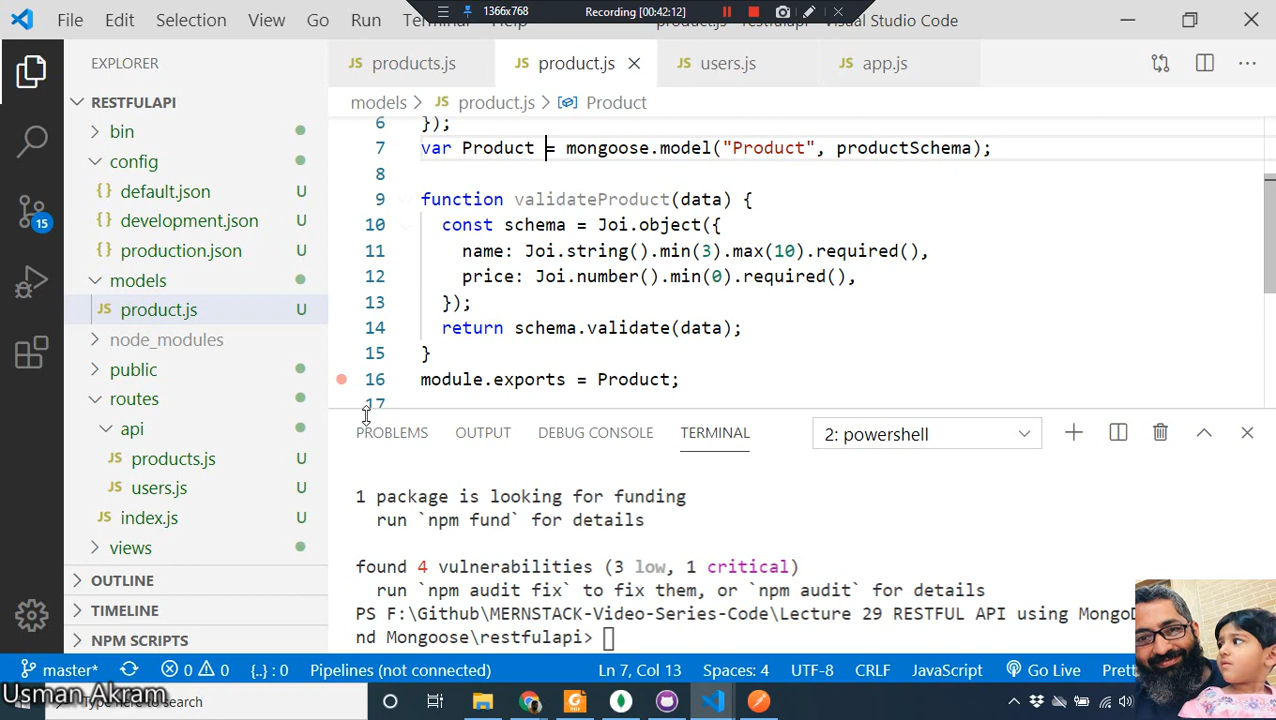 File Edit Selection View Go Run Terminal Help Visual Studio Code
1366x768 Recording [00:42:12]
EXPLORER
products.js product.js users.js app.js
RESTFULAPI
models > product.js > Product
bin
config
default.json U
development.json U
production.json U
models
product.js U
node_modules
public
routes
api
products.js U
users.js U
index.js U
views
OUTLINE
TIMELINE
NPM SCRIPTS
6 });
7 var Product = mongoose.model("Product", productSchema);
8
9 function validateProduct(data) {
10 const schema = Joi.object({
11 name: Joi.string().min(3).max(10).required(),
12 price: Joi.number().min(0).required(),
13 });
14 return schema.validate(data);
15 }
16 module.exports = Product;
17
PROBLEMS OUTPUT DEBUG CONSOLE TERMINAL 2: powershell
1 package is looking for funding
run `npm fund` for details
found 4 vulnerabilities (3 low, 1 critical)
run `npm audit fix` to fix them, or `npm audit` for details
PS F:\Github\MERNSTACK-Video-Series-Code\Lecture 29 RESTFUL API using MongoD
nd Mongoose\restfulapi>
15
master* 0 0 {..} : 0 Pipelines (not connected) Ln 7, Col 13 Spaces: 4 UTF-8 CRLF JavaScript Go Live Prett
Usman Akram
here to search